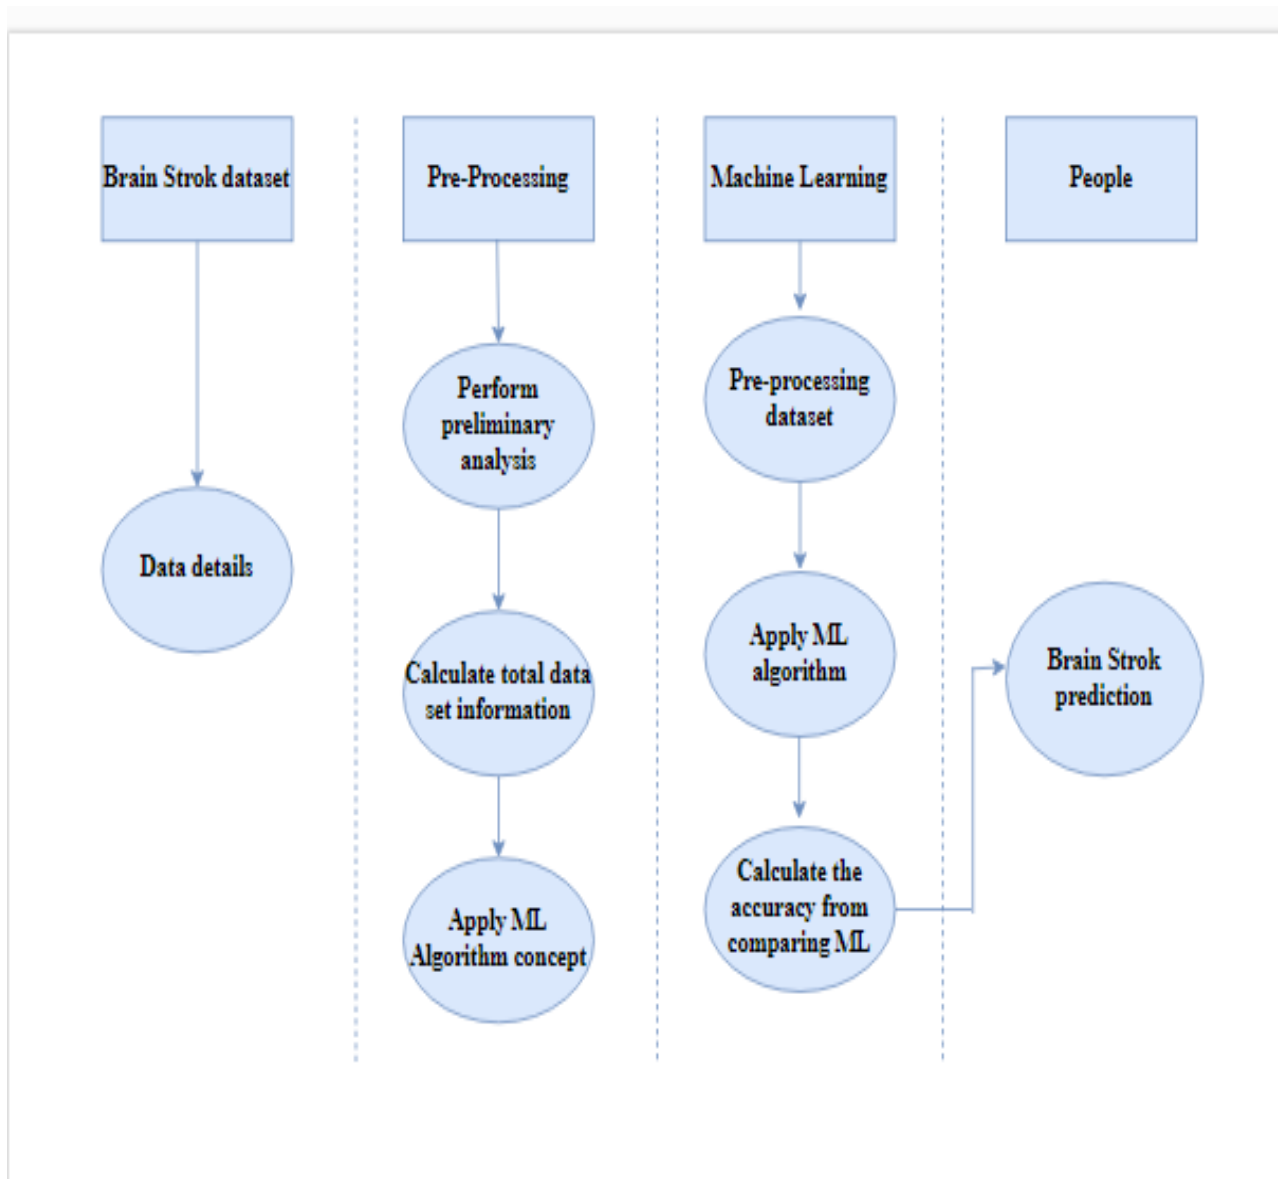 Brain Strok dataset
Pre-Processing
Machine Learning
People
Data details
Perform
preliminary
analysis
Calculate total data
set information
Apply ML
Algorithm concept
Pre-processing
dataset
Apply ML
algorithm
Calculate the
accuracy from
comparing ML
Brain Strok
prediction